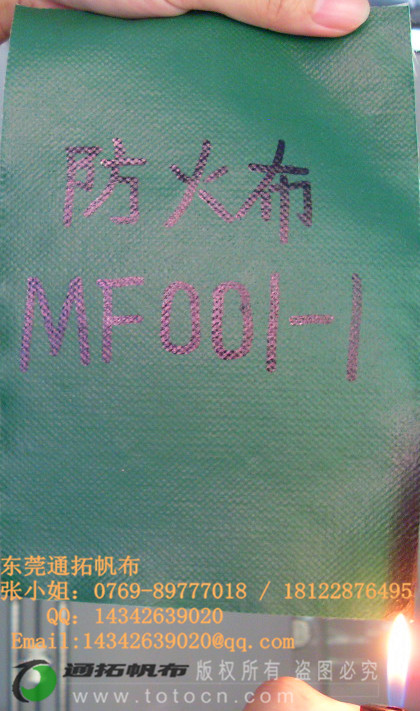 防火布
MF001-1
东莞通拓帆布
张小姐：0769-89777018 / 18122876495
QQ：14342639020
Email:14342639020@qq.com
通拓帆布 版权所有 盗图必究
www.totocn.com